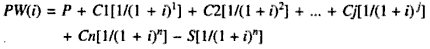 PW(i) = P + C1[1/(1 + i)¹] + C2[1/(1 + i)²] + ... + Cj[1/(1 + i)ʲ]
+ Cn[1/(1 + i)ⁿ] − S[1/(1 + i)ⁿ]